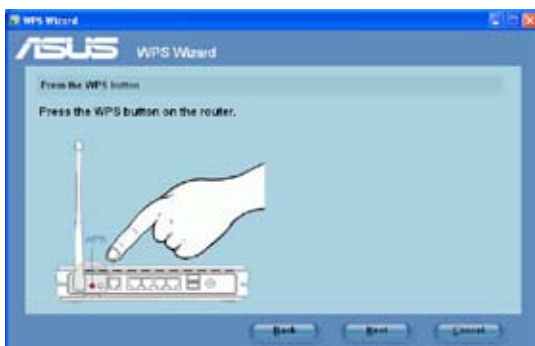 WPS Wizard
ASUS WPS Wizard
Press the WPS button
Press the WPS button on the router.
Back Next Cancel